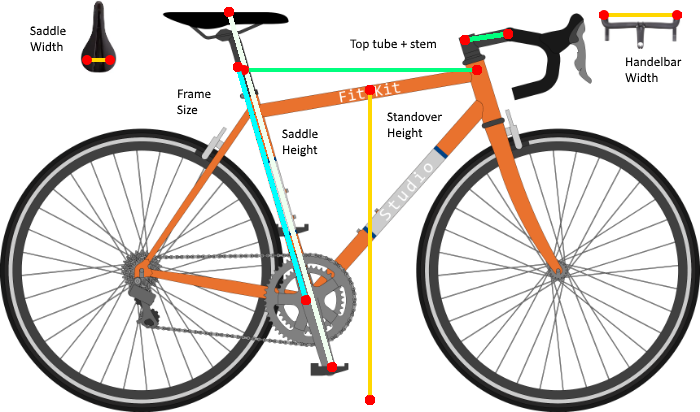 Saddle
Width
Top tube + stem
Handelbar
Width
Frame
Size
Fit Kit
Standover
Height
Saddle
Height
Studio